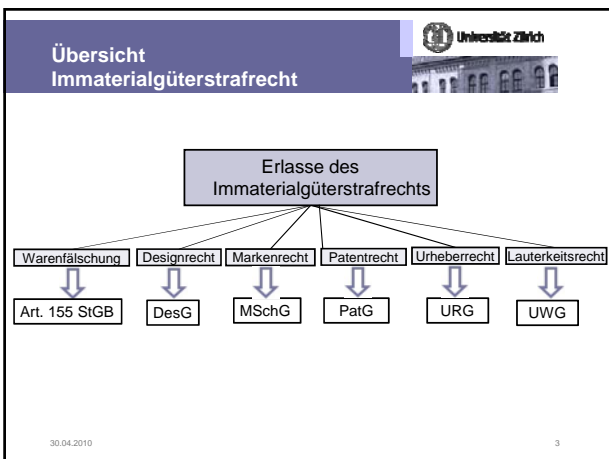 Universität Zürich
Übersicht
Immaterialgüterstrafrecht
Erlasse des
Immaterialgüterstrafrechts
Warenfälschung Designrecht Markenrecht Patentrecht Urheberrecht Lauterkeitsrecht
Art. 155 StGB DesG MSchG PatG URG UWG
30.04.2010 3